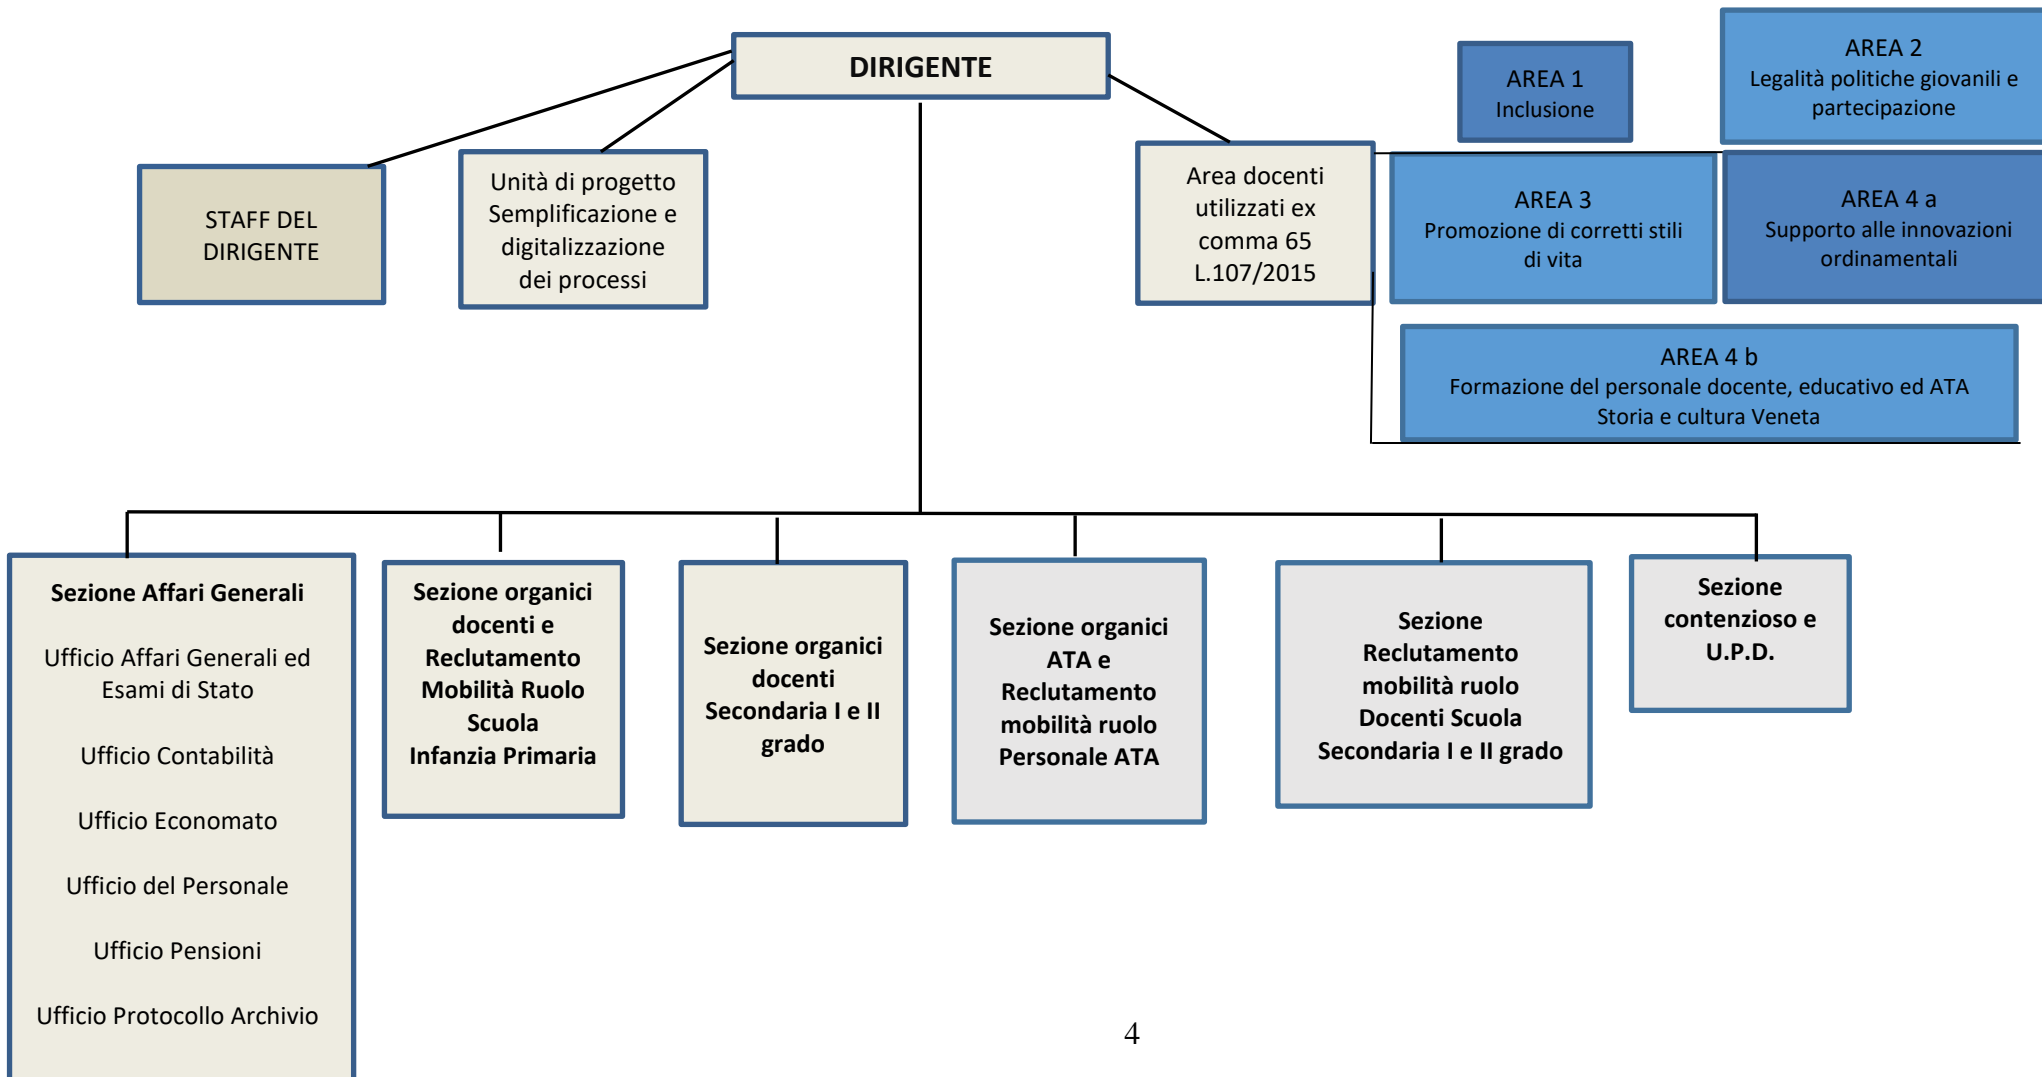 DIRIGENTE
AREA 1
Inclusione
AREA 2
Legalità politiche giovanili e
partecipazione
STAFF DEL
DIRIGENTE
Unità di progetto
Semplificazione e
digitalizzazione
dei processi
Area docenti
utilizzati ex
comma 65
L.107/2015
AREA 3
Promozione di corretti stili
di vita
AREA 4 a
Supporto alle innovazioni
ordinamentali
AREA 4 b
Formazione del personale docente, educativo ed ATA
Storia e cultura Veneta
Sezione Affari Generali
Ufficio Affari Generali ed
Esami di Stato
Ufficio Contabilità
Ufficio Economato
Ufficio del Personale
Ufficio Pensioni
Ufficio Protocollo Archivio
Sezione organici
docenti e
Reclutamento
Mobilità Ruolo
Scuola
Infanzia Primaria
Sezione organici
docenti
Secondaria I e II
grado
Sezione organici
ATA e
Reclutamento
mobilità ruolo
Personale ATA
Sezione
Reclutamento
mobilità ruolo
Docenti Scuola
Secondaria I e II grado
Sezione
contenzioso e
U.P.D.
4